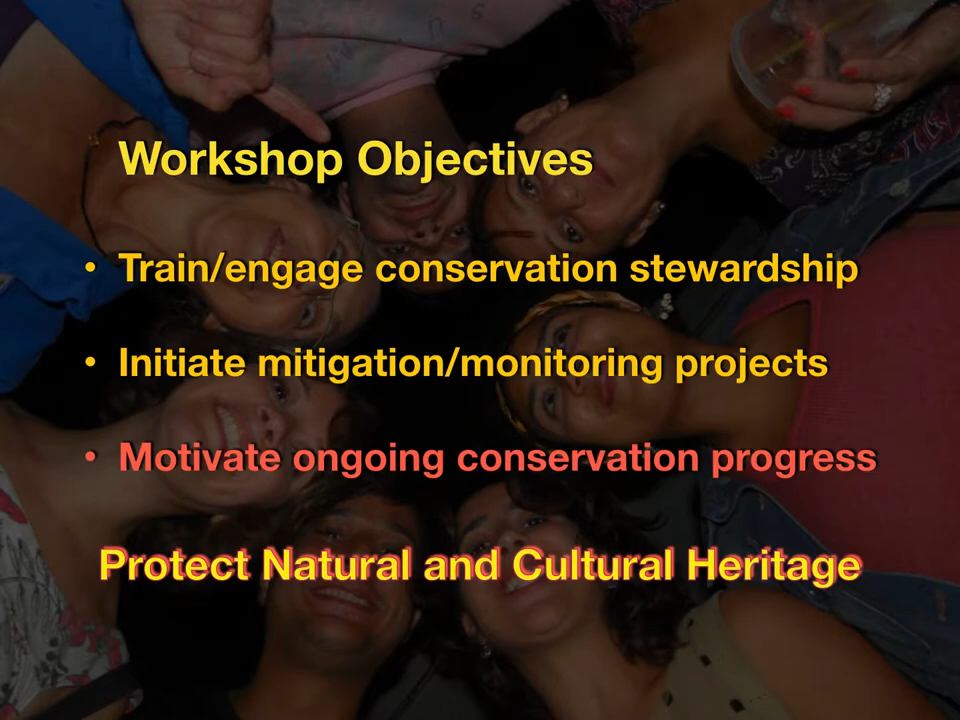 Workshop Objectives
• Train/engage conservation stewardship
• Initiate mitigation/monitoring projects
• Motivate ongoing conservation progress
Protect Natural and Cultural Heritage